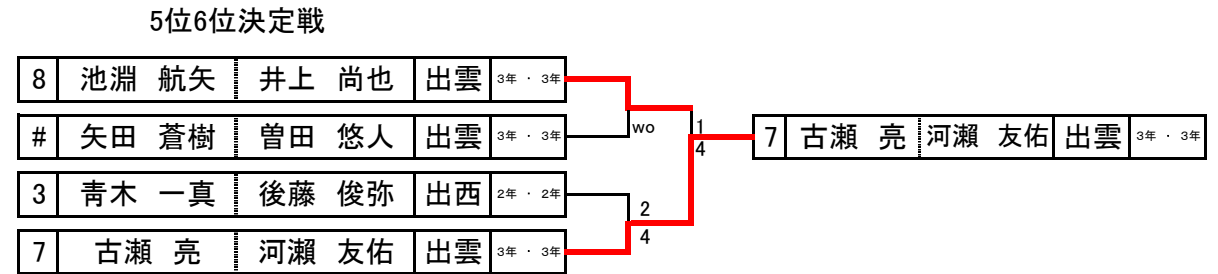 5位6位決定戦
8 池淵 航矢 井上 尚也 出雲 3年 ・ 3年
# 矢田 蒼樹 曽田 悠人 出雲 3年 ・ 3年
wo
1
4
7 古瀬 亮 河瀬 友佑 出雲 3年 ・ 3年
3 青木 一真 後藤 俊弥 出西 2年 ・ 2年
2
4
7 古瀬 亮 河瀬 友佑 出雲 3年 ・ 3年